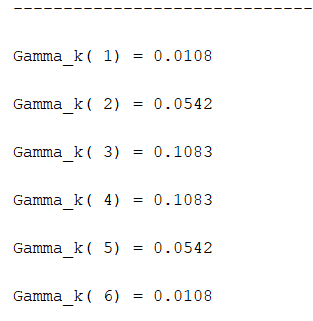 ------------------------------
Gamma_k( 1) = 0.0108
Gamma_k( 2) = 0.0542
Gamma_k( 3) = 0.1083
Gamma_k( 4) = 0.1083
Gamma_k( 5) = 0.0542
Gamma_k( 6) = 0.0108